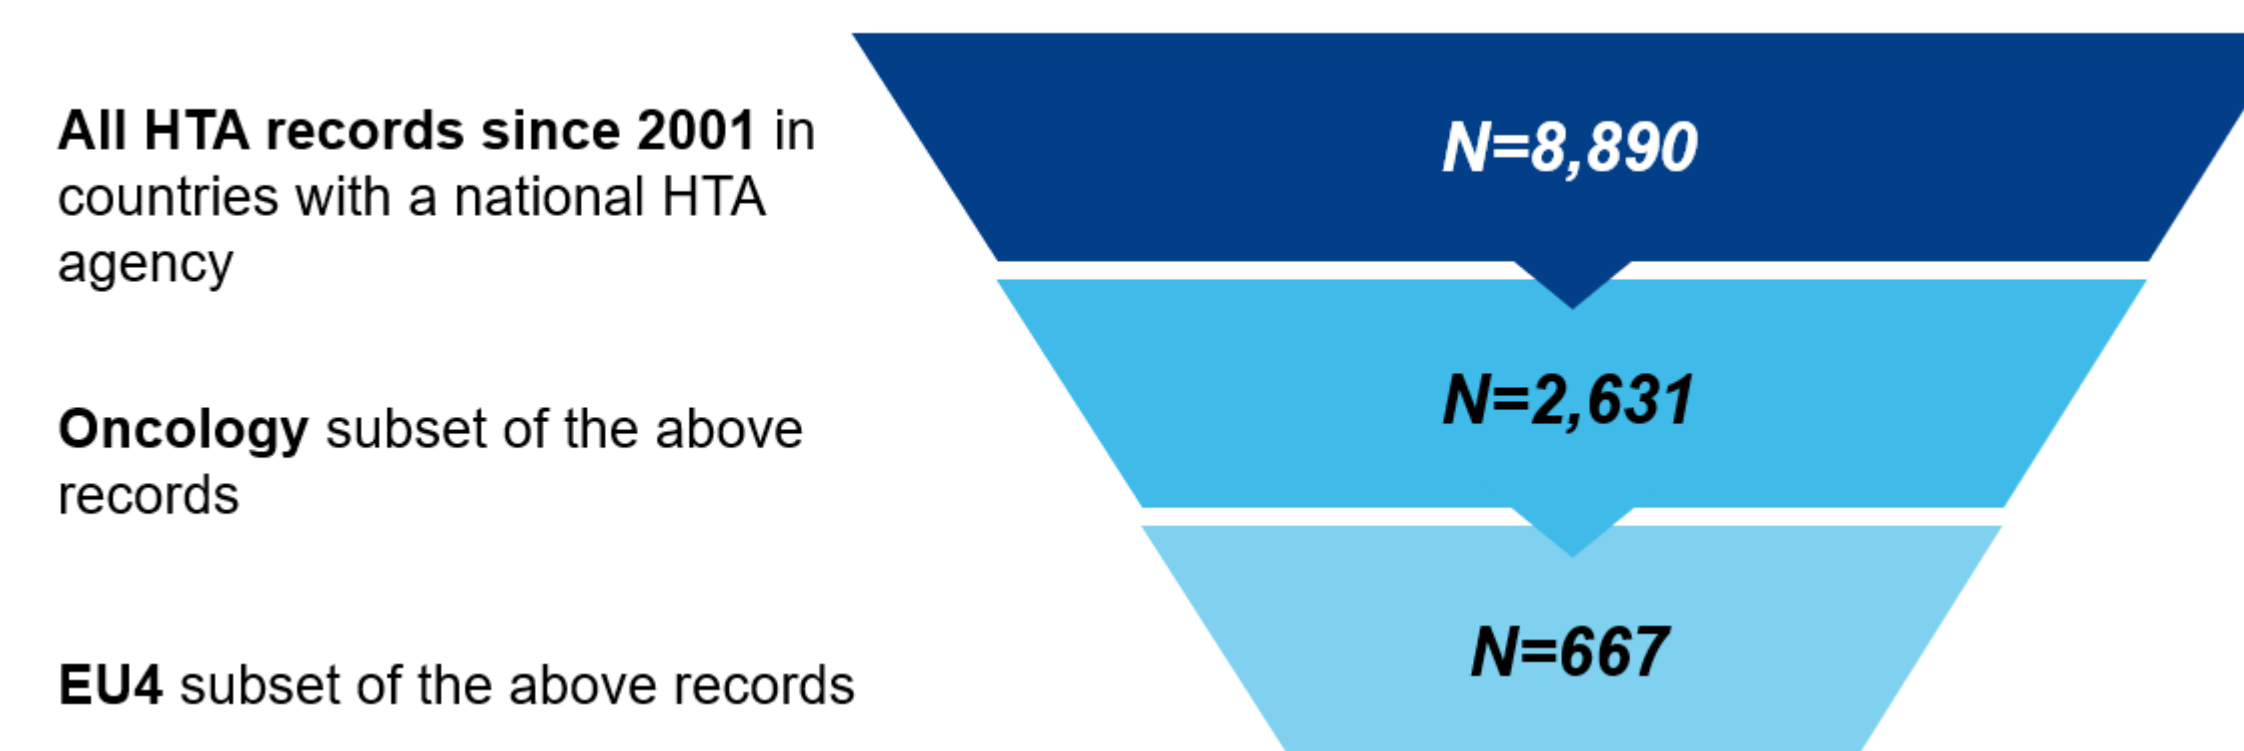 All HTA records since 2001 in
countries with a national HTA
agency
N=8,890
Oncology subset of the above
records
N=2,631
EU4 subset of the above records
N=667